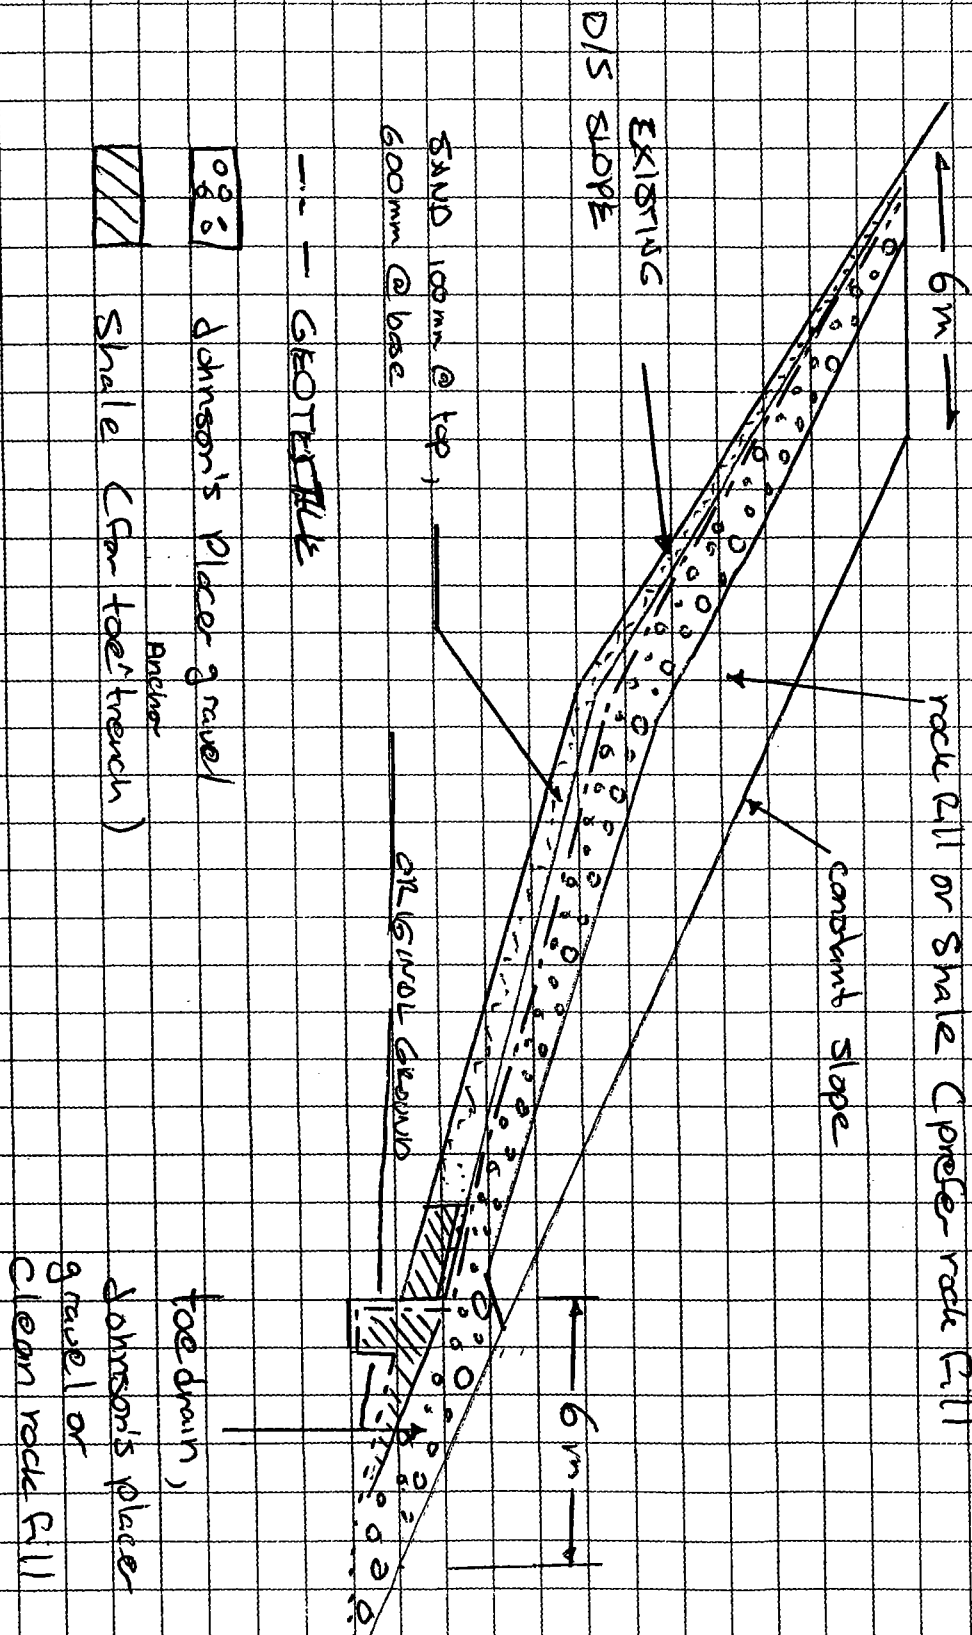 6m
rock fill or Shale (prefer rock fill
constant slope
EXISTING
D/S SLOPE
SAND 100mm @ top,
600mm @ base
--- GEOTEXTILE
Johnson's placer gravel
Anchor
Shale (for toe^trench)
ORIGINAL GROUND
6m
toe drain,
Johnson's placer
gravel or
Clean rock fill